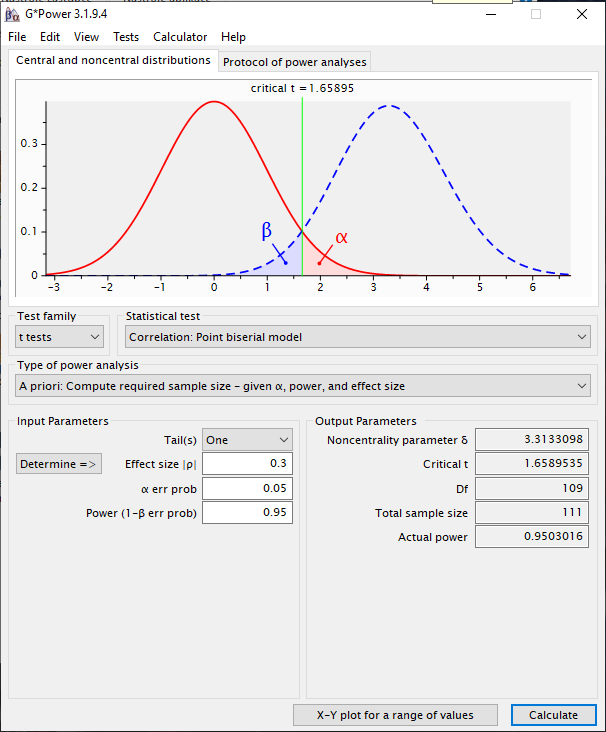 G*Power 3.1.9.4
File Edit View Tests Calculator Help
Central and noncentral distributions Protocol of power analyses
critical t = 1.65895
0.3
0.2
0.1
0
β
α
-3 -2 -1 0 1 2 3 4 5 6
Test family Statistical test
t tests Correlation: Point biserial model
Type of power analysis
A priori: Compute required sample size - given α, power, and effect size
Input Parameters
Tail(s) One
Determine => Effect size |ρ| 0.3
α err prob 0.05
Power (1-β err prob) 0.95
Output Parameters
Noncentrality parameter δ 3.3133098
Critical t 1.6589535
Df 109
Total sample size 111
Actual power 0.9503016
X-Y plot for a range of values Calculate